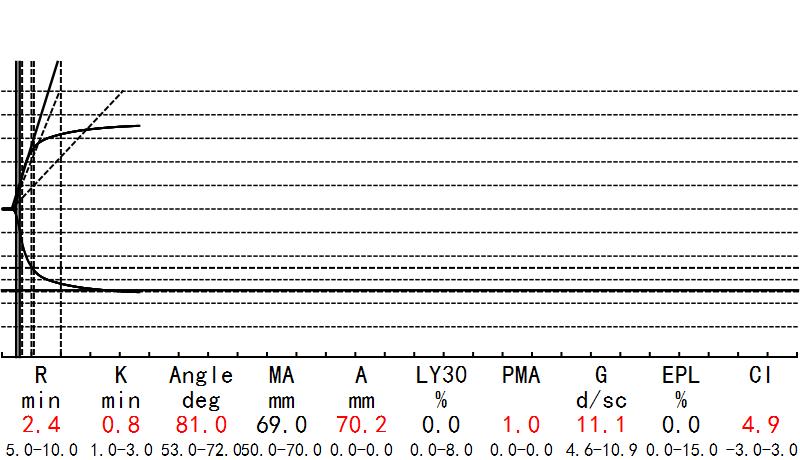 R K Angle MA A LY30 PMA G EPL CI
min min deg mm mm % d/sc %
2.4 0.8 81.0 69.0 70.2 0.0 1.0 11.1 0.0 4.9
5.0-10.0 1.0-3.0 53.0-72.0 50.0-70.0 0.0-0.0 0.0-8.0 0.0-0.0 4.6-10.9 0.0-15.0 -3.0-3.0